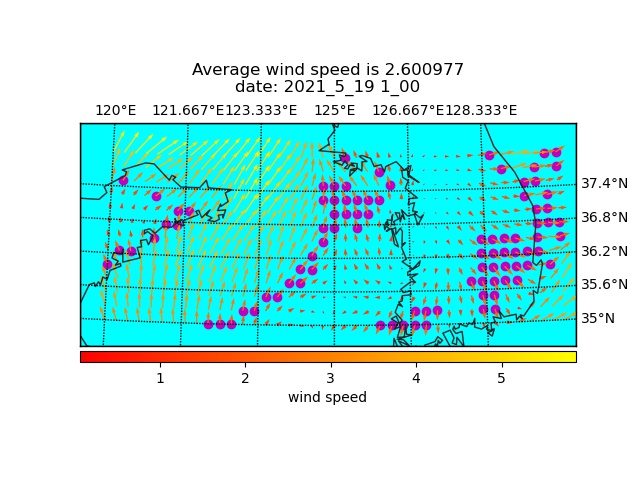 Average wind speed is 2.600977
date: 2021_5_19 1_00
120°E 121.667°E 123.333°E 125°E 126.667°E 128.333°E
37.4°N
36.8°N
36.2°N
35.6°N
35°N
1 2 3 4 5
wind speed